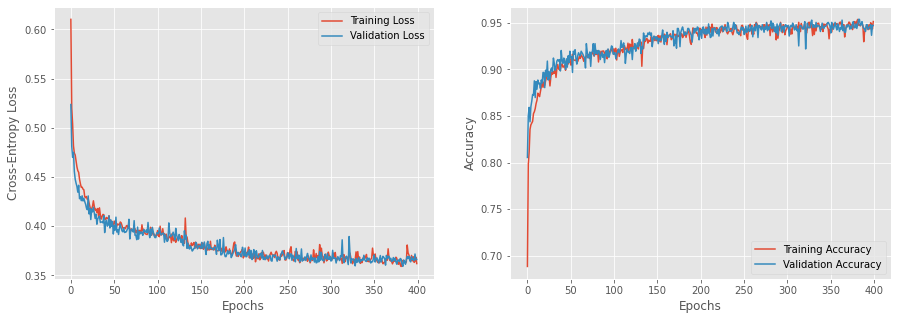 Training Loss
Validation Loss
0.60
0.55
0.50
0.45
0.40
0.35
Cross-Entropy Loss
0 50 100 150 200 250 300 350 400
Epochs
0.95
0.90
0.85
0.80
0.75
0.70
Accuracy
Training Accuracy
Validation Accuracy
0 50 100 150 200 250 300 350 400
Epochs